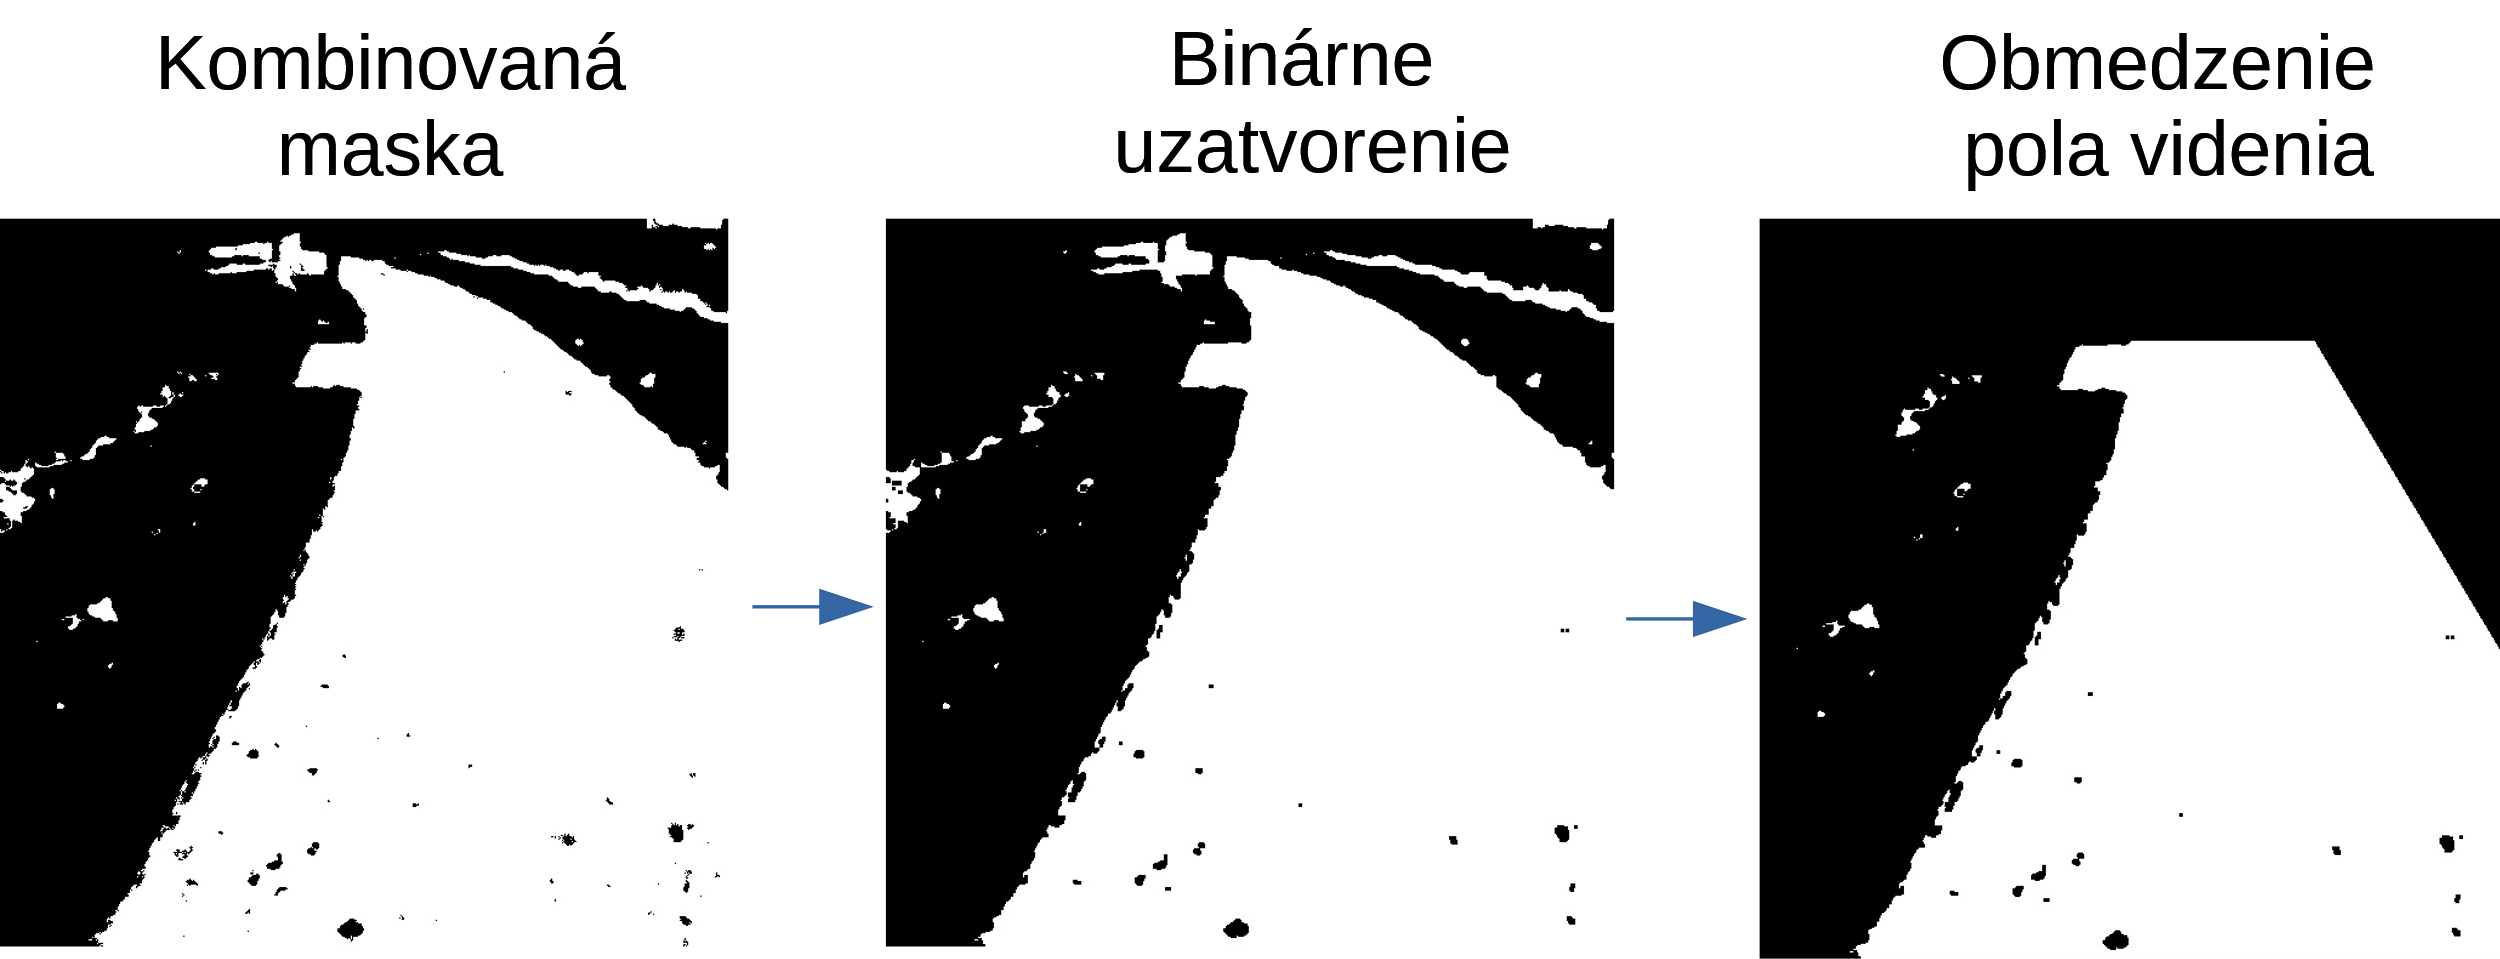 Kombinovaná
maska
Binárne
uzatvorenie
Obmedzenie
pola videnia